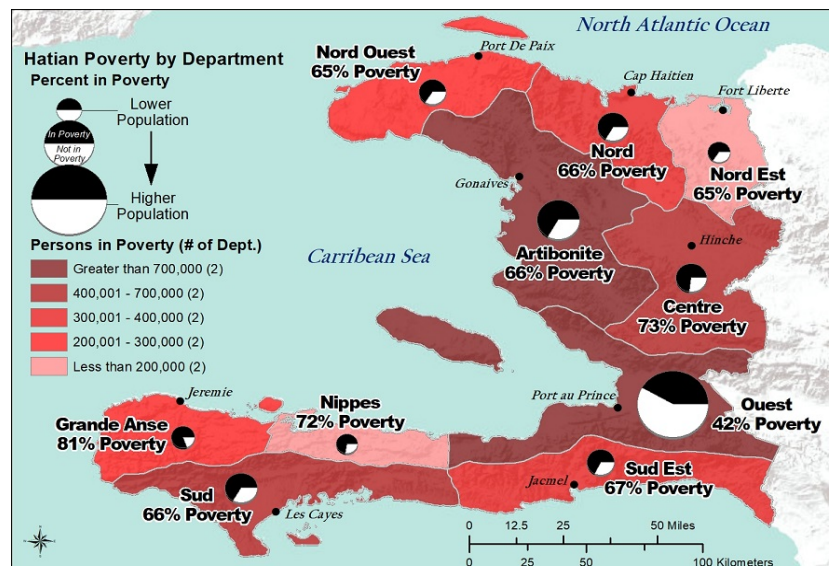 North Atlantic Ocean
Hatian Poverty by Department
Percent in Poverty
Lower
Population
In Poverty
Not in
Poverty
Higher
Population
Persons in Poverty (# of Dept.)
Greater than 700,000 (2)
400,001 - 700,000 (2)
300,001 - 400,000 (2)
200,001 - 300,000 (2)
Less than 200,000 (2)
Nord Ouest
65% Poverty
Port De Paix
Cap Haitien
Fort Liberte
Nord
66% Poverty
Nord Est
65% Poverty
Gonaives
Hinche
Carribean Sea
Artibonite
66% Poverty
Centre
73% Poverty
Jeremie
Nippes
72% Poverty
Port au Prince
Ouest
42% Poverty
Grande Anse
81% Poverty
Sud
66% Poverty
Les Cayes
Jacmel
Sud Est
67% Poverty
0 12.5 25 50 Miles
0 25 50 100 Kilometers